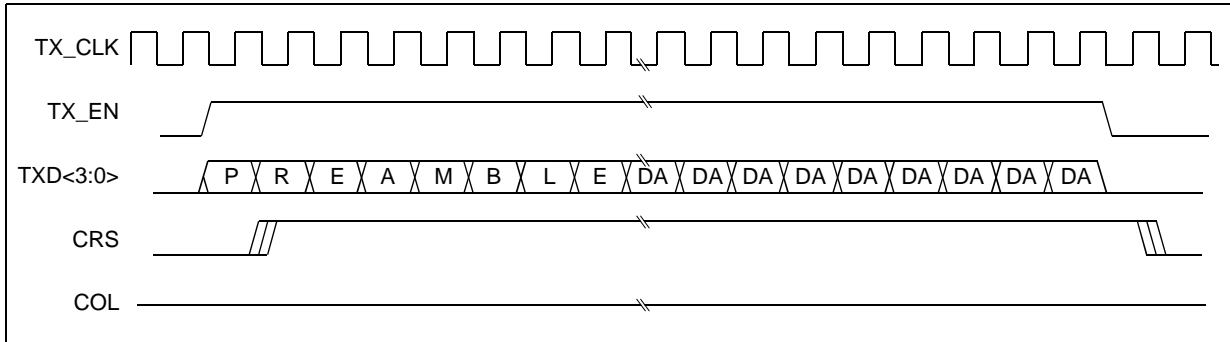 TX_CLK
TX_EN
TXD<3:0> P R E A M B L E DA DA DA DA DA DA DA DA DA
CRS
COL